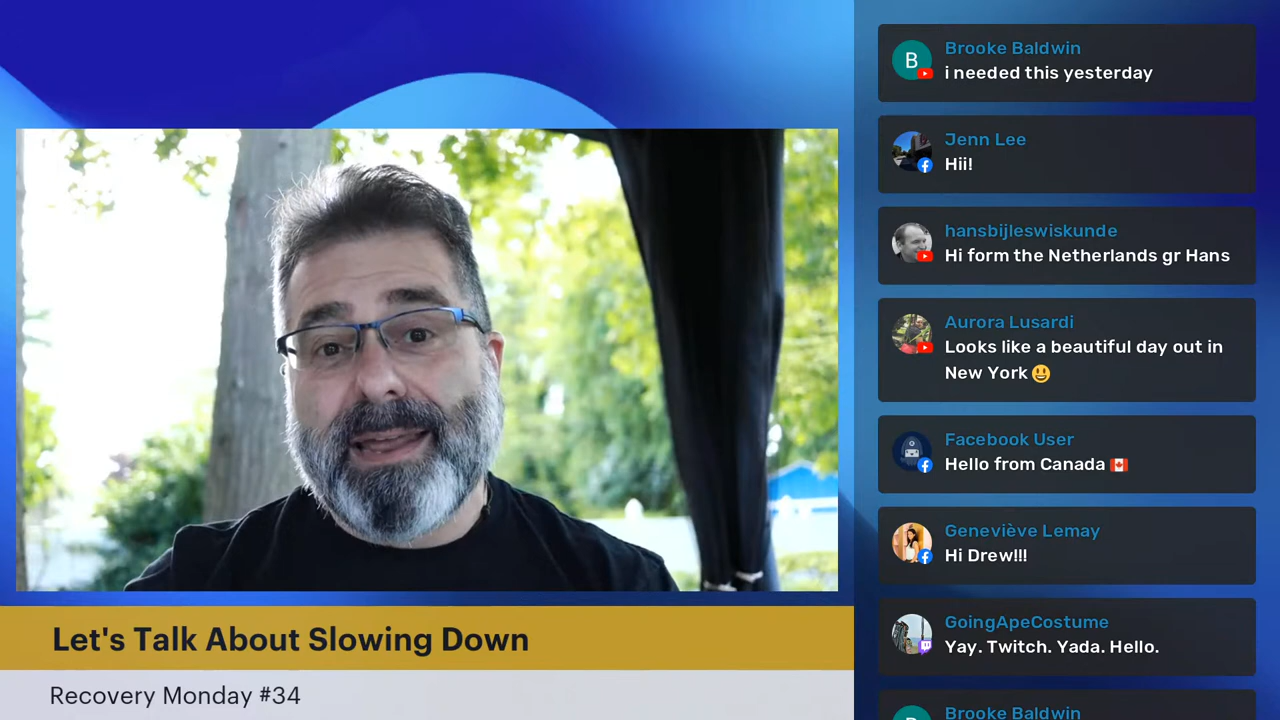 Let's Talk About Slowing Down
Recovery Monday #34
B
Brooke Baldwin
i needed this yesterday
Jenn Lee
Hii!
hansbijleswiskunde
Hi form the Netherlands gr Hans
Aurora Lusardi
Looks like a beautiful day out in
New York 😃
Facebook User
Hello from Canada 🇨🇦
Geneviève Lemay
Hi Drew!!!
GoingApeCostume
Yay. Twitch. Yada. Hello.
B
Brooke Baldwin